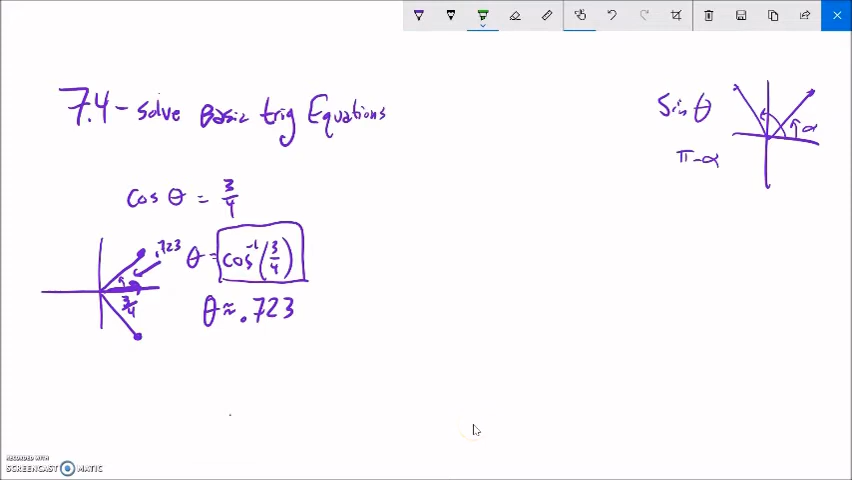 7.4 - Solve Basic trig Equations
Sin θ
α
π-α
cos θ = 3/4
.723
θ = cos⁻¹(3/4)
3/4
θ ≈ .723
RECORDED WITH
SCREENCAST MATIC